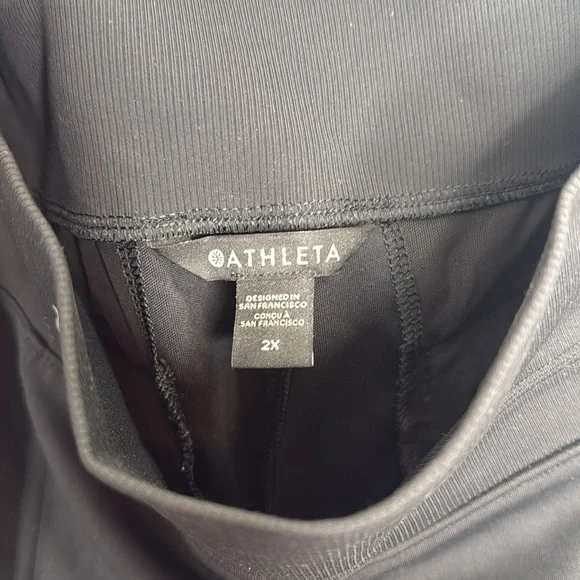 ATHLETA
DESIGNED IN
SAN FRANCISCO
CONÇU À
SAN FRANCISCO
2X